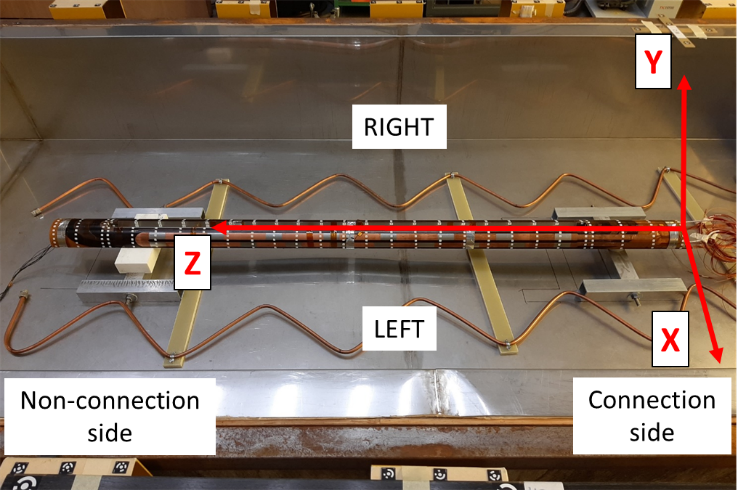 Y
RIGHT
Z
LEFT
X
Non-connection
side
Connection
side